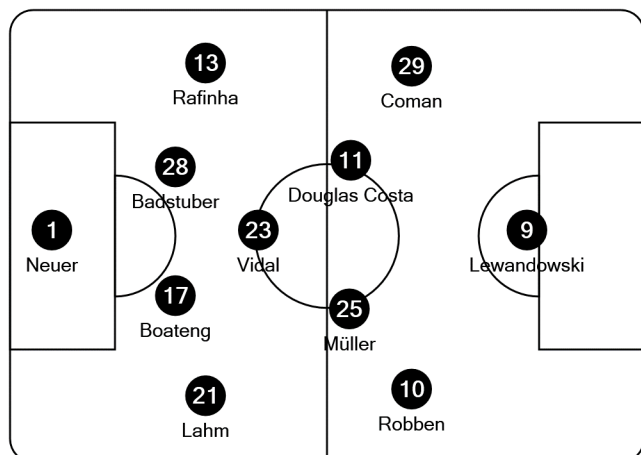 13
Rafinha
29
Coman
28
Badstuber
11
Douglas Costa
1
Neuer
23
Vidal
9
Lewandowski
17
Boateng
25
Müller
21
Lahm
10
Robben